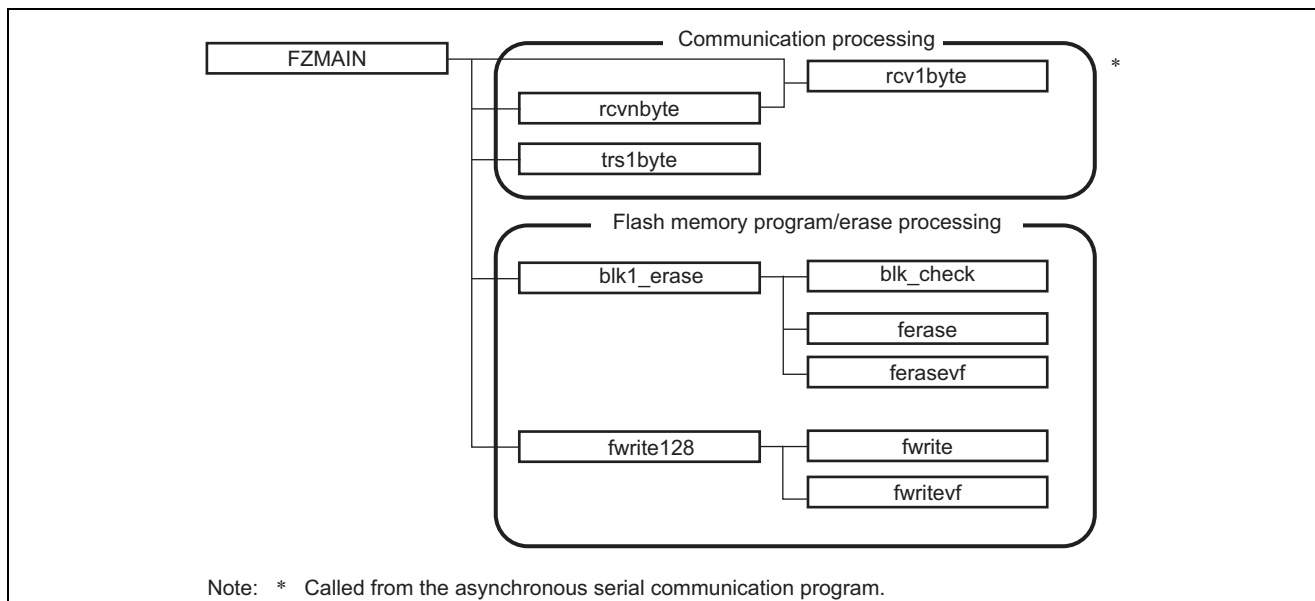 Communication processing
FZMAIN
rcv1byte
*
rcvnbyte
trs1byte
Flash memory program/erase processing
blk1_erase
blk_check
ferase
ferasevf
fwrite128
fwrite
fwritevf
Note: * Called from the asynchronous serial communication program.